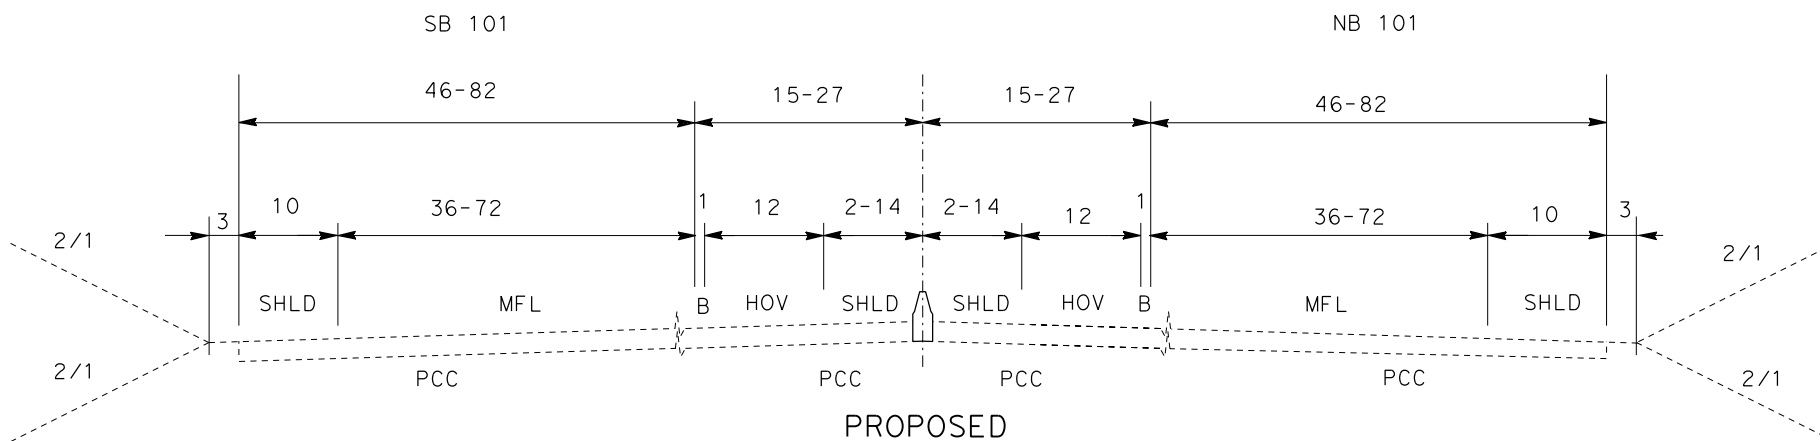 SB 101 NB 101
46-82 15-27 15-27 46-82
3 10 36-72 1 12 2-14 2-14 12 1 36-72 10 3
2/1 2/1
SHLD MFL B HOV SHLD SHLD HOV B MFL SHLD
2/1 PCC PCC PCC PCC 2/1
PROPOSED